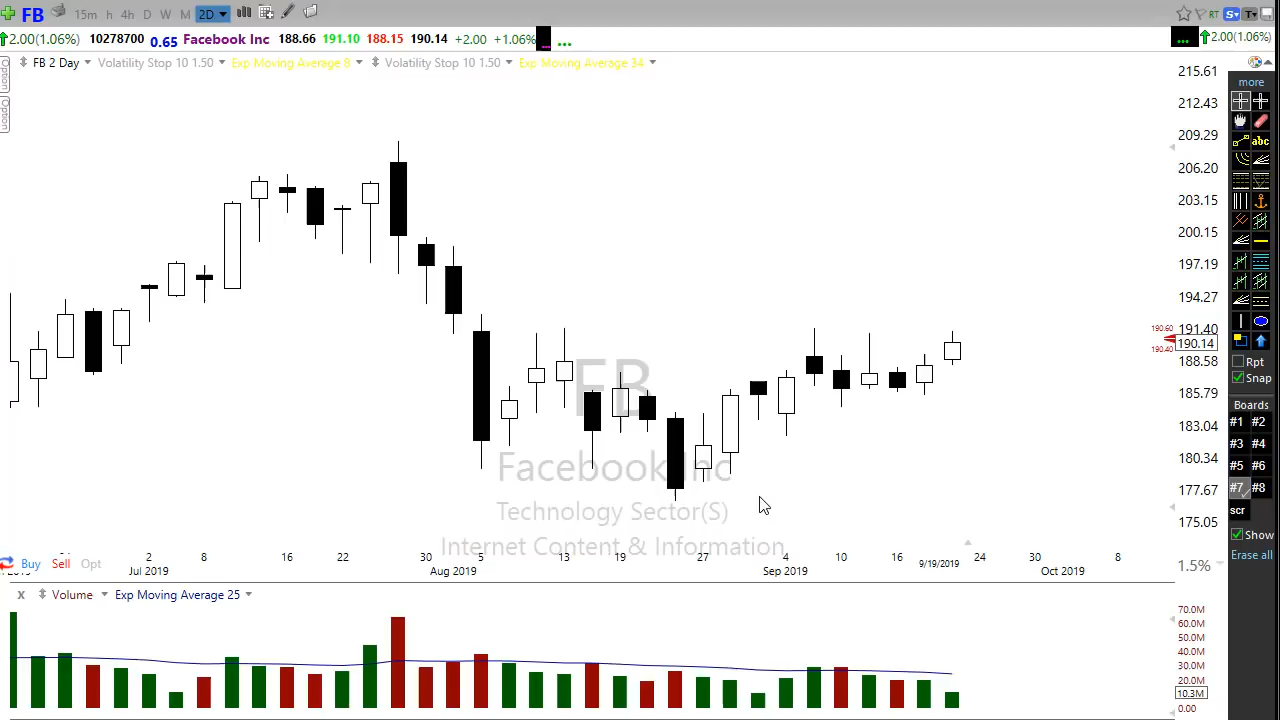 FB 15m h 4h D W M 2D RT S T
2.00(1.06%) 10278700 0.65 Facebook Inc 188.66 191.10 188.15 190.14 +2.00 +1.06% ... ... ... 2.00(1.06%)
FB 2 Day Volatility Stop 10 1.50 Exp Moving Average 8 Volatility Stop 10 1.50 Exp Moving Average 34
Option
Option
215.61
212.43
209.29
206.20
203.15
200.15
197.19
194.27
191.40
190.60
190.14
190.40
188.58
185.79
183.04
180.34
177.67
175.05
1.5%
more
abc
Rpt
Snap
Boards
#1 #2
#3 #4
#5 #6
#7 #8
scr
Show
Erase all
FB
Facebook Inc
Technology Sector(S)
Internet Content & Information
2 8 16 22 30 5 13 19 27 4 10 16 24 30 8
Jul 2019 Aug 2019 Sep 2019 9/19/2019 Oct 2019
Buy Sell Opt
x Volume Exp Moving Average 25
70.0M
60.0M
50.0M
40.0M
30.0M
20.0M
10.3M
0.00